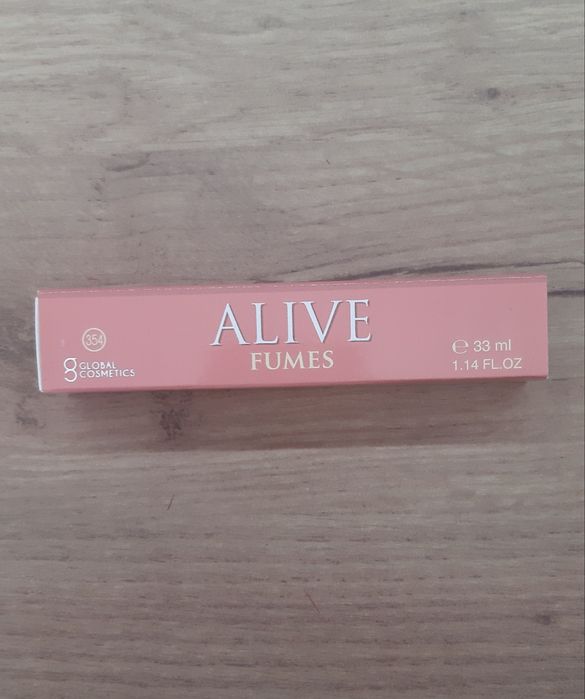 354
GLOBAL
COSMETICS
ALIVE
FUMES
℮ 33 ml
1.14 FL.OZ